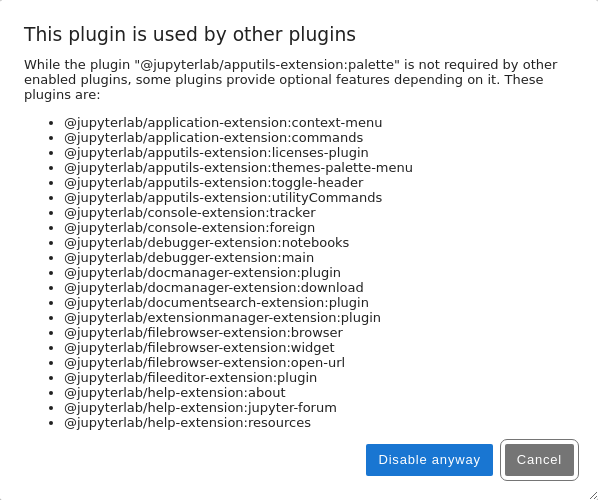 This plugin is used by other plugins
While the plugin "@jupyterlab/apputils-extension:palette" is not required by other
enabled plugins, some plugins provide optional features depending on it. These
plugins are:
• @jupyterlab/application-extension:context-menu
• @jupyterlab/application-extension:commands
• @jupyterlab/apputils-extension:licenses-plugin
• @jupyterlab/apputils-extension:themes-palette-menu
• @jupyterlab/apputils-extension:toggle-header
• @jupyterlab/apputils-extension:utilityCommands
• @jupyterlab/console-extension:tracker
• @jupyterlab/console-extension:foreign
• @jupyterlab/debugger-extension:notebooks
• @jupyterlab/debugger-extension:main
• @jupyterlab/docmanager-extension:plugin
• @jupyterlab/docmanager-extension:download
• @jupyterlab/documentsearch-extension:plugin
• @jupyterlab/extensionmanager-extension:plugin
• @jupyterlab/filebrowser-extension:browser
• @jupyterlab/filebrowser-extension:widget
• @jupyterlab/filebrowser-extension:open-url
• @jupyterlab/fileeditor-extension:plugin
• @jupyterlab/help-extension:about
• @jupyterlab/help-extension:jupyter-forum
• @jupyterlab/help-extension:resources
Disable anyway Cancel